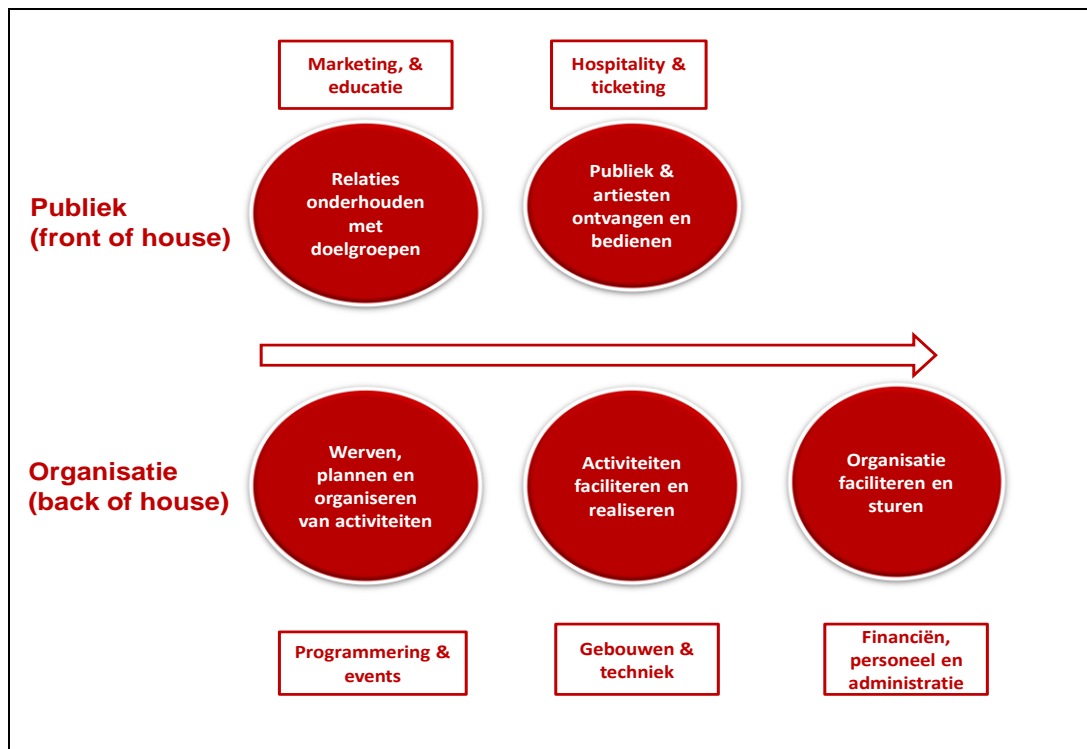 Marketing, &
educatie
Hospitality &
ticketing
Relaties
onderhouden
met
doelgroepen
Publiek &
artiesten
ontvangen en
bedienen
Publiek
(front of house)
Werven,
plannen en
organiseren
van activiteiten
Activiteiten
faciliteren en
realiseren
Organisatie
faciliteren en
sturen
Organisatie
(back of house)
Programmering &
events
Gebouwen &
techniek
Financiën,
personeel en
administratie